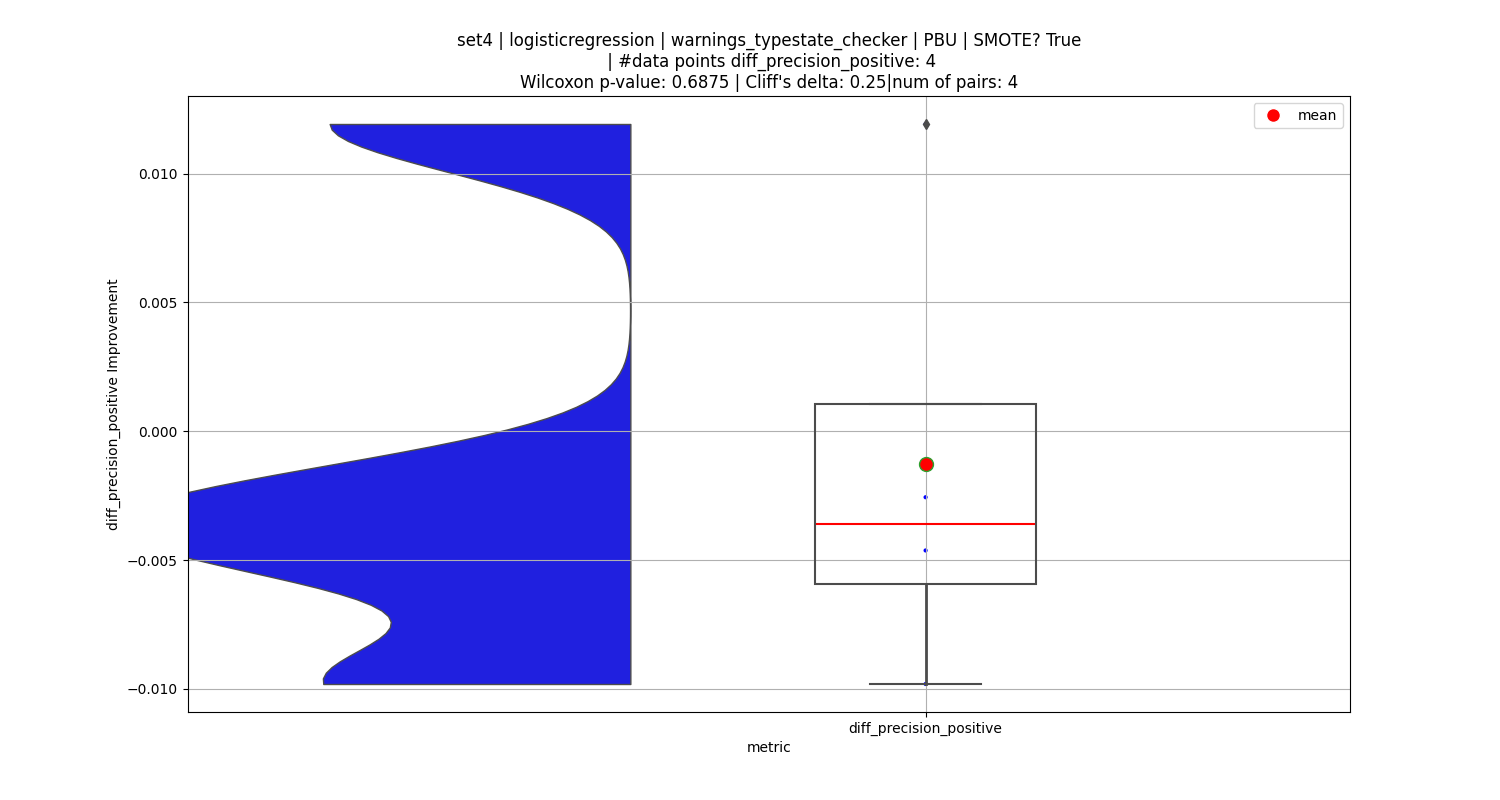 set4 | logisticregression | warnings_typestate_checker | PBU | SMOTE? True
| #data points diff_precision_positive: 4
Wilcoxon p-value: 0.6875 | Cliff's delta: 0.25|num of pairs: 4
mean
0.010
0.005
0.000
−0.005
−0.010
diff_precision_positive Improvement
diff_precision_positive
metric